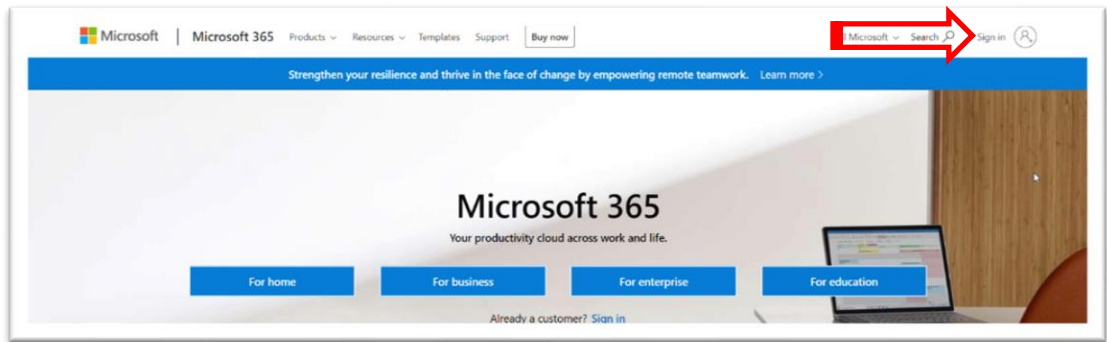 Microsoft | Microsoft 365 Products Resources Templates Support Buy now Microsoft Search Sign in
Strengthen your resilience and thrive in the face of change by empowering remote teamwork. Learn more >
Microsoft 365
Your productivity cloud across work and life.
For home For business For enterprise For education
Already a customer? Sign in